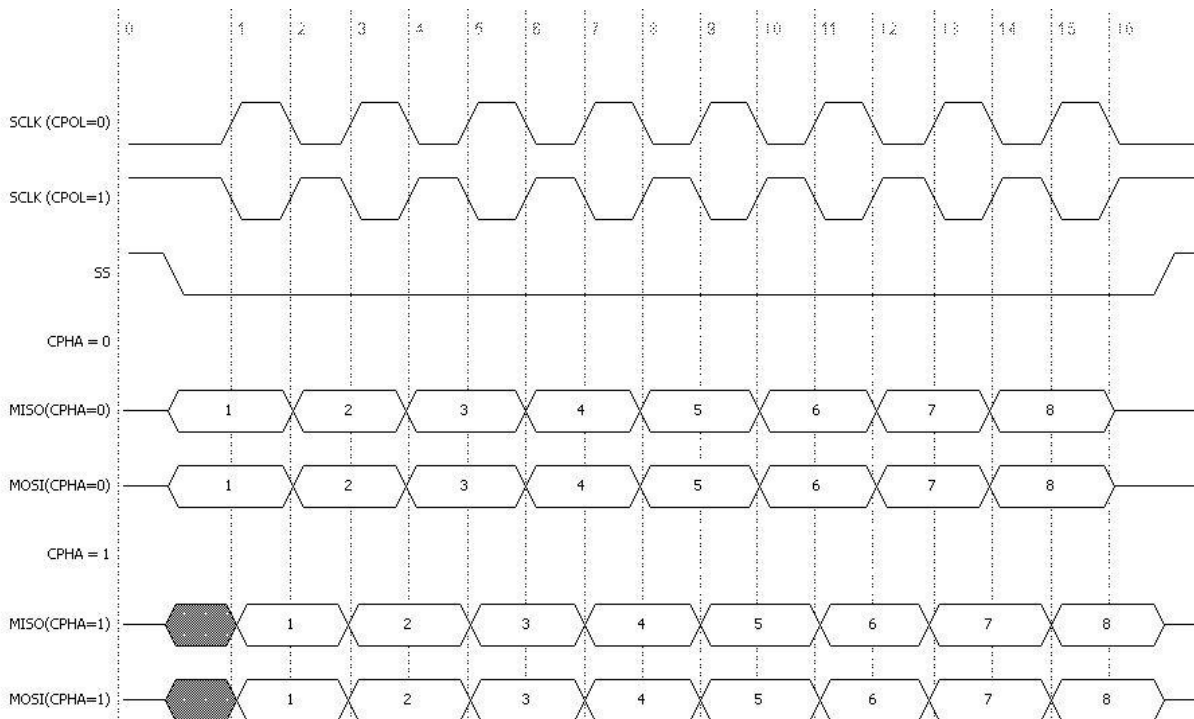 0 1 2 3 4 5 6 7 8 9 10 11 12 13 14 15 16
SCLK (CPOL=0)
SCLK (CPOL=1)
SS
CPHA = 0
MISO(CPHA=0) 1 2 3 4 5 6 7 8
MOSI(CPHA=0) 1 2 3 4 5 6 7 8
CPHA = 1
MISO(CPHA=1) 1 2 3 4 5 6 7 8
MOSI(CPHA=1) 1 2 3 4 5 6 7 8